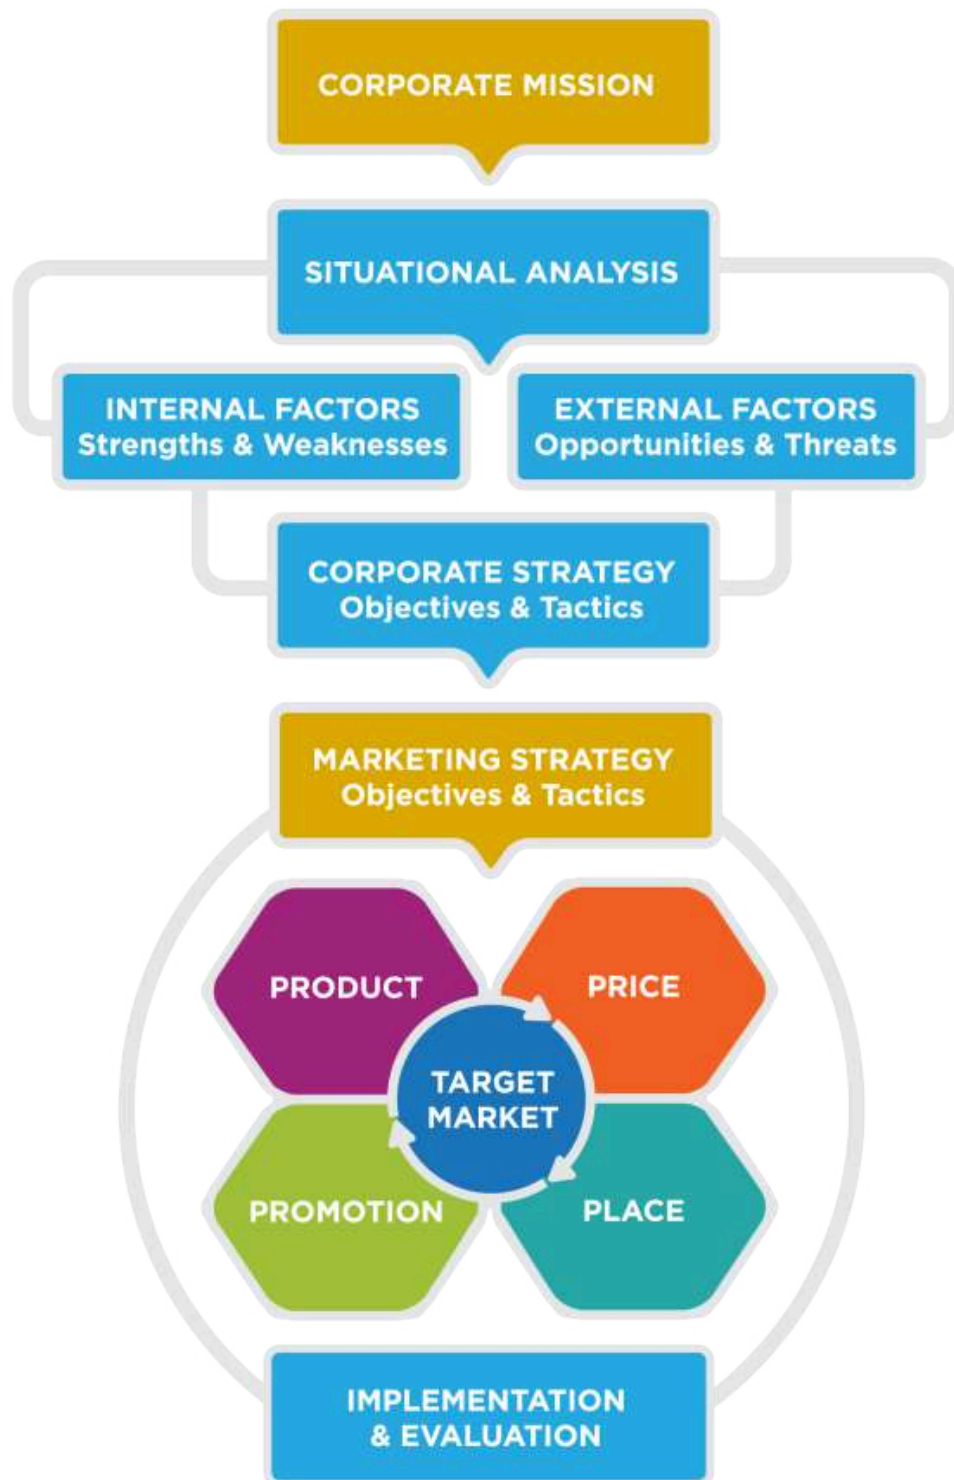 CORPORATE MISSION
SITUATIONAL ANALYSIS
INTERNAL FACTORS
Strengths & Weaknesses
EXTERNAL FACTORS
Opportunities & Threats
CORPORATE STRATEGY
Objectives & Tactics
MARKETING STRATEGY
Objectives & Tactics
PRODUCT
PRICE
TARGET
MARKET
PROMOTION
PLACE
IMPLEMENTATION
& EVALUATION